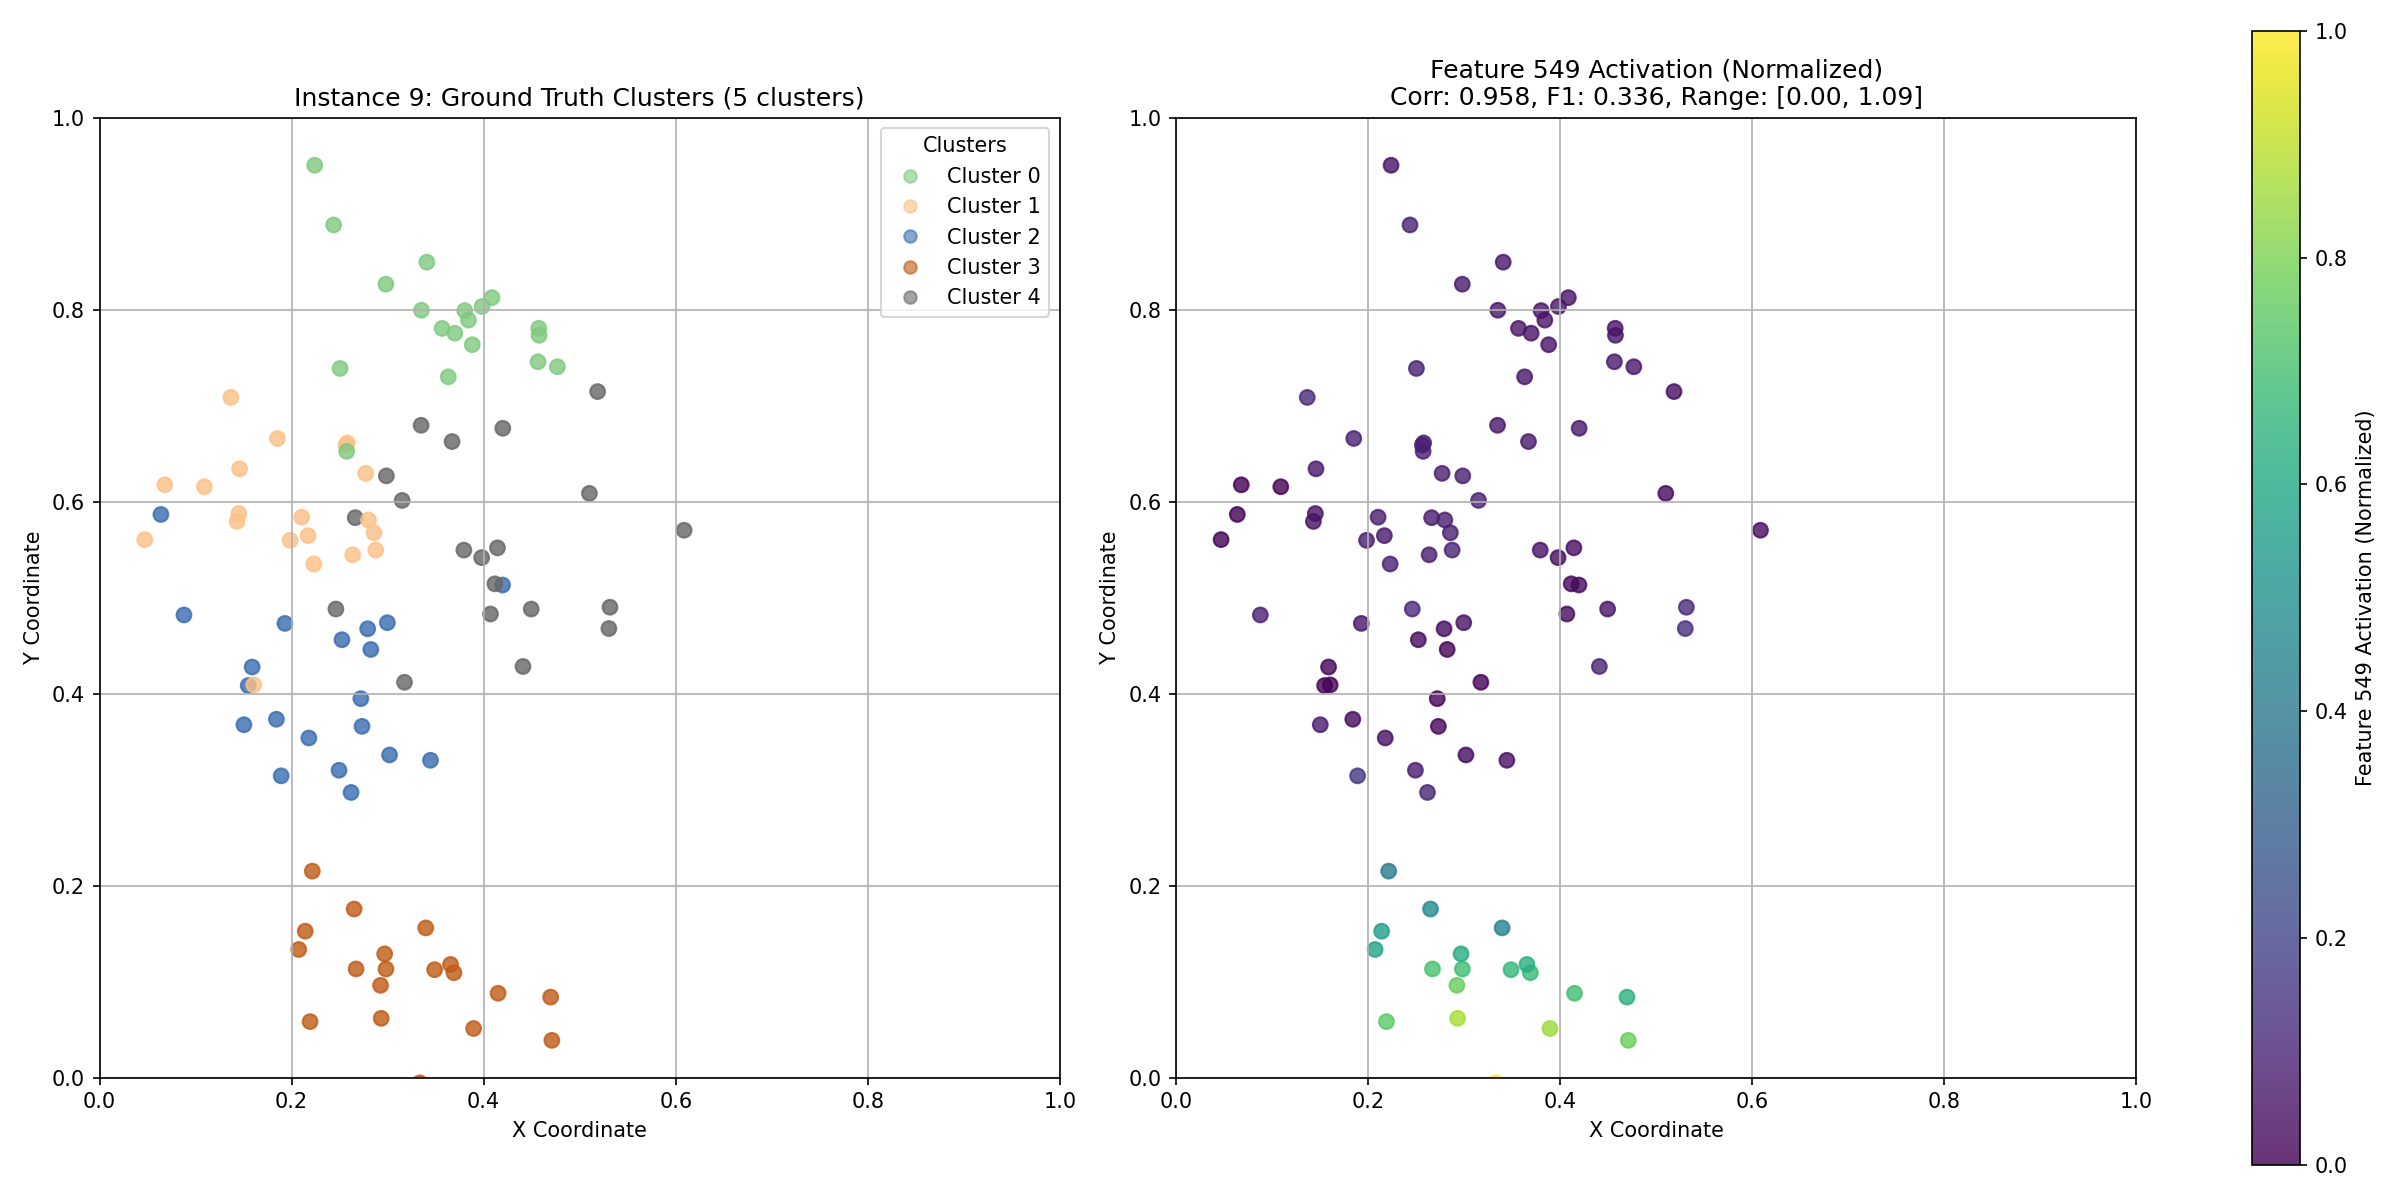 Instance 9: Ground Truth Clusters (5 clusters)
Clusters
Cluster 0
Cluster 1
Cluster 2
Cluster 3
Cluster 4
1.0
0.8
0.6
0.4
0.2
0.0
Y Coordinate
0.0 0.2 0.4 0.6 0.8 1.0
X Coordinate
Feature 549 Activation (Normalized)
Corr: 0.958, F1: 0.336, Range: [0.00, 1.09]
1.0
0.8
0.6
0.4
0.2
0.0
Y Coordinate
0.0 0.2 0.4 0.6 0.8 1.0
X Coordinate
1.0
0.8
0.6
0.4
0.2
0.0
Feature 549 Activation (Normalized)